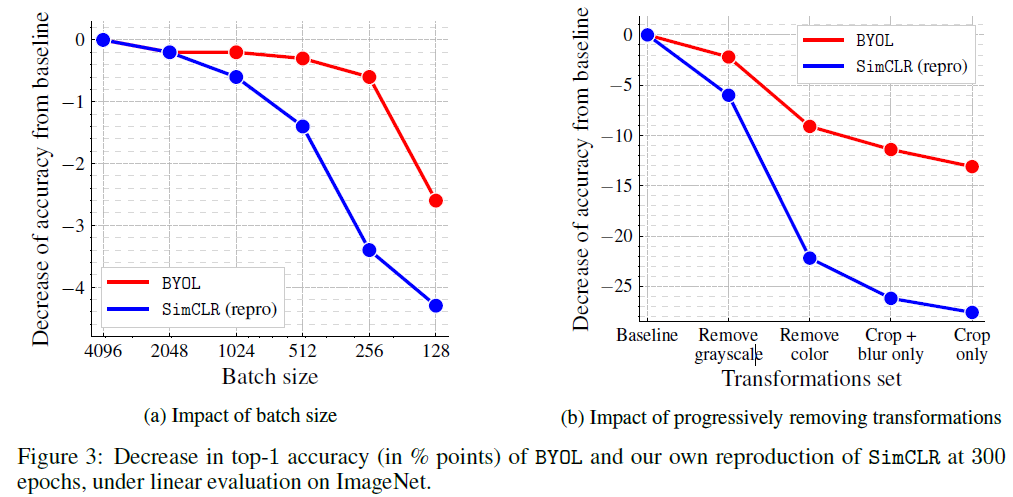 Decrease of accuracy from baseline
0
−1
−2
−3
−4
BYOL
SimCLR (repro)
4096 2048 1024 512 256 128
Batch size
(a) Impact of batch size
Decrease of accuracy from baseline
0
−5
−10
−15
−20
−25
BYOL
SimCLR (repro)
Baseline Remove Remove Crop + Crop
grayscale color blur only only
Transformations set
(b) Impact of progressively removing transformations
Figure 3: Decrease in top-1 accuracy (in % points) of BYOL and our own reproduction of SimCLR at 300
epochs, under linear evaluation on ImageNet.